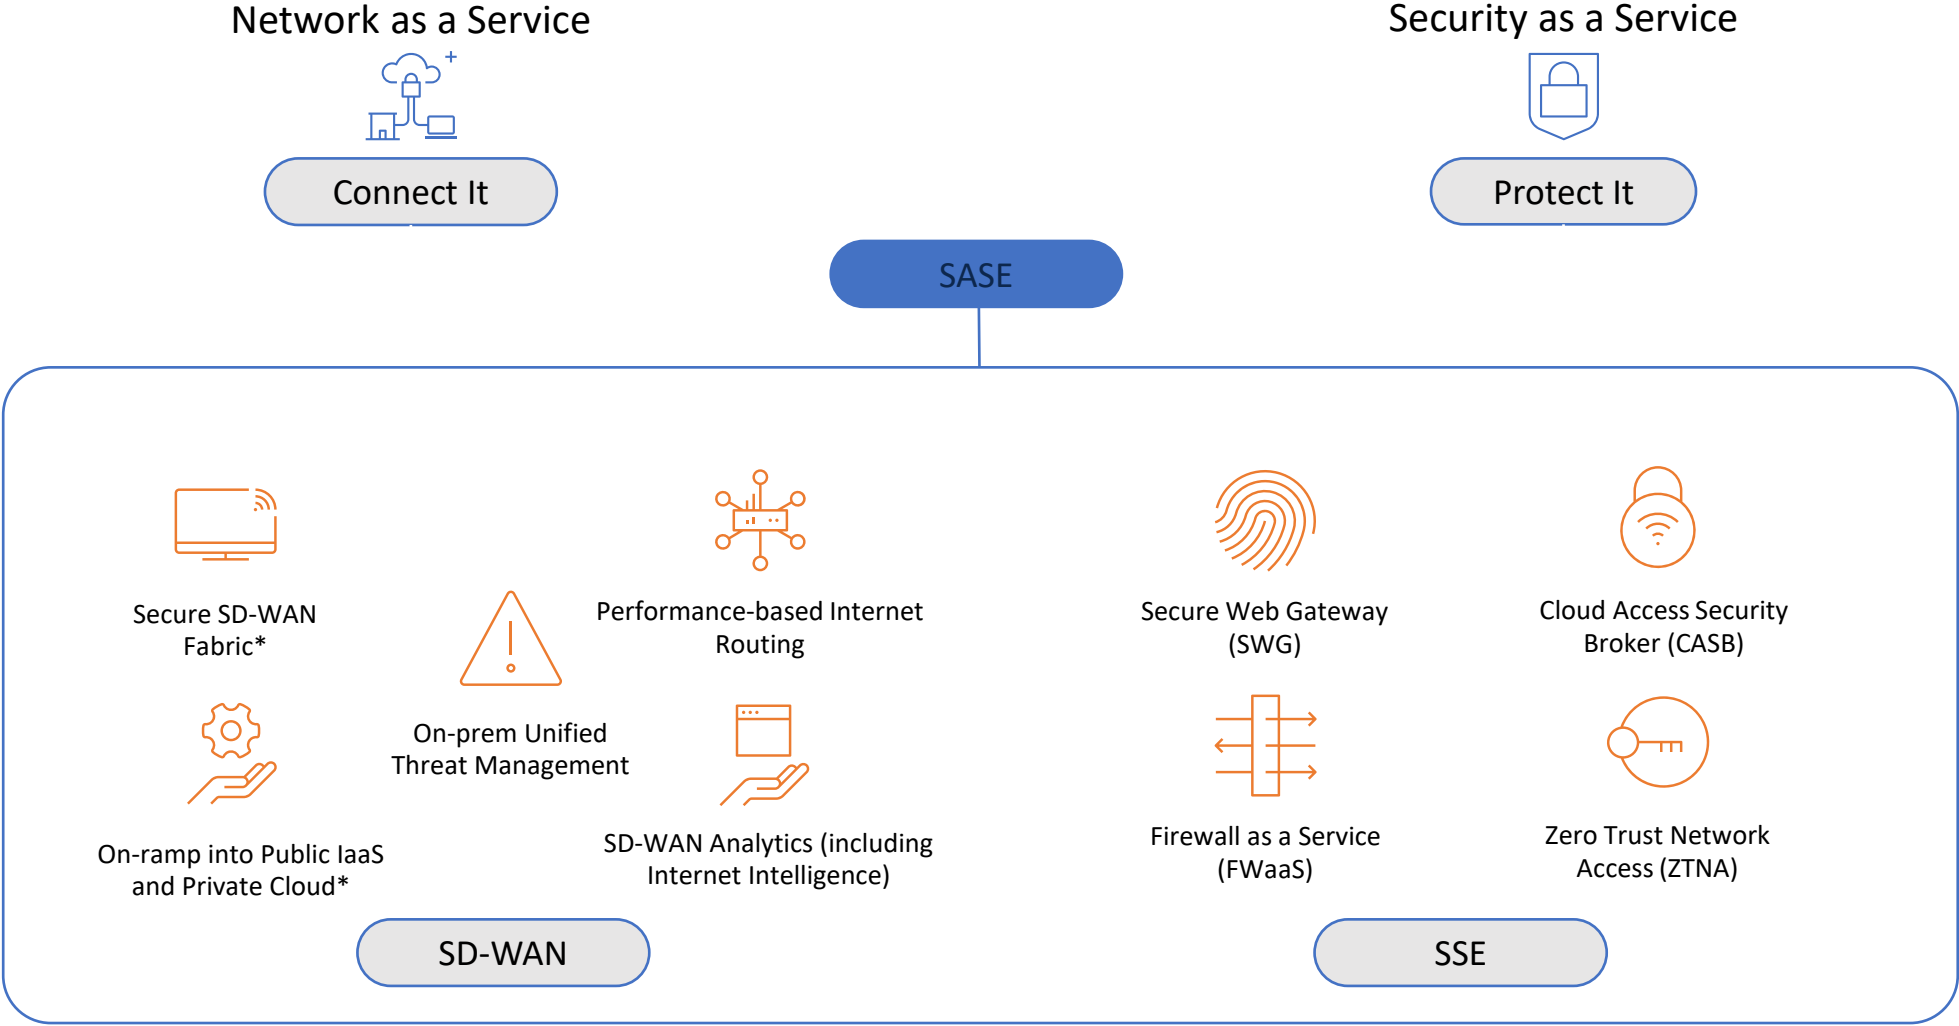 Network as a Service
Security as a Service
Connect It
Protect It
SASE
Secure SD-WAN
Fabric*
Performance-based Internet
Routing
Secure Web Gateway
(SWG)
Cloud Access Security
Broker (CASB)
On-prem Unified
Threat Management
On-ramp into Public IaaS
and Private Cloud*
SD-WAN Analytics (including
Internet Intelligence)
Firewall as a Service
(FWaaS)
Zero Trust Network
Access (ZTNA)
SD-WAN
SSE